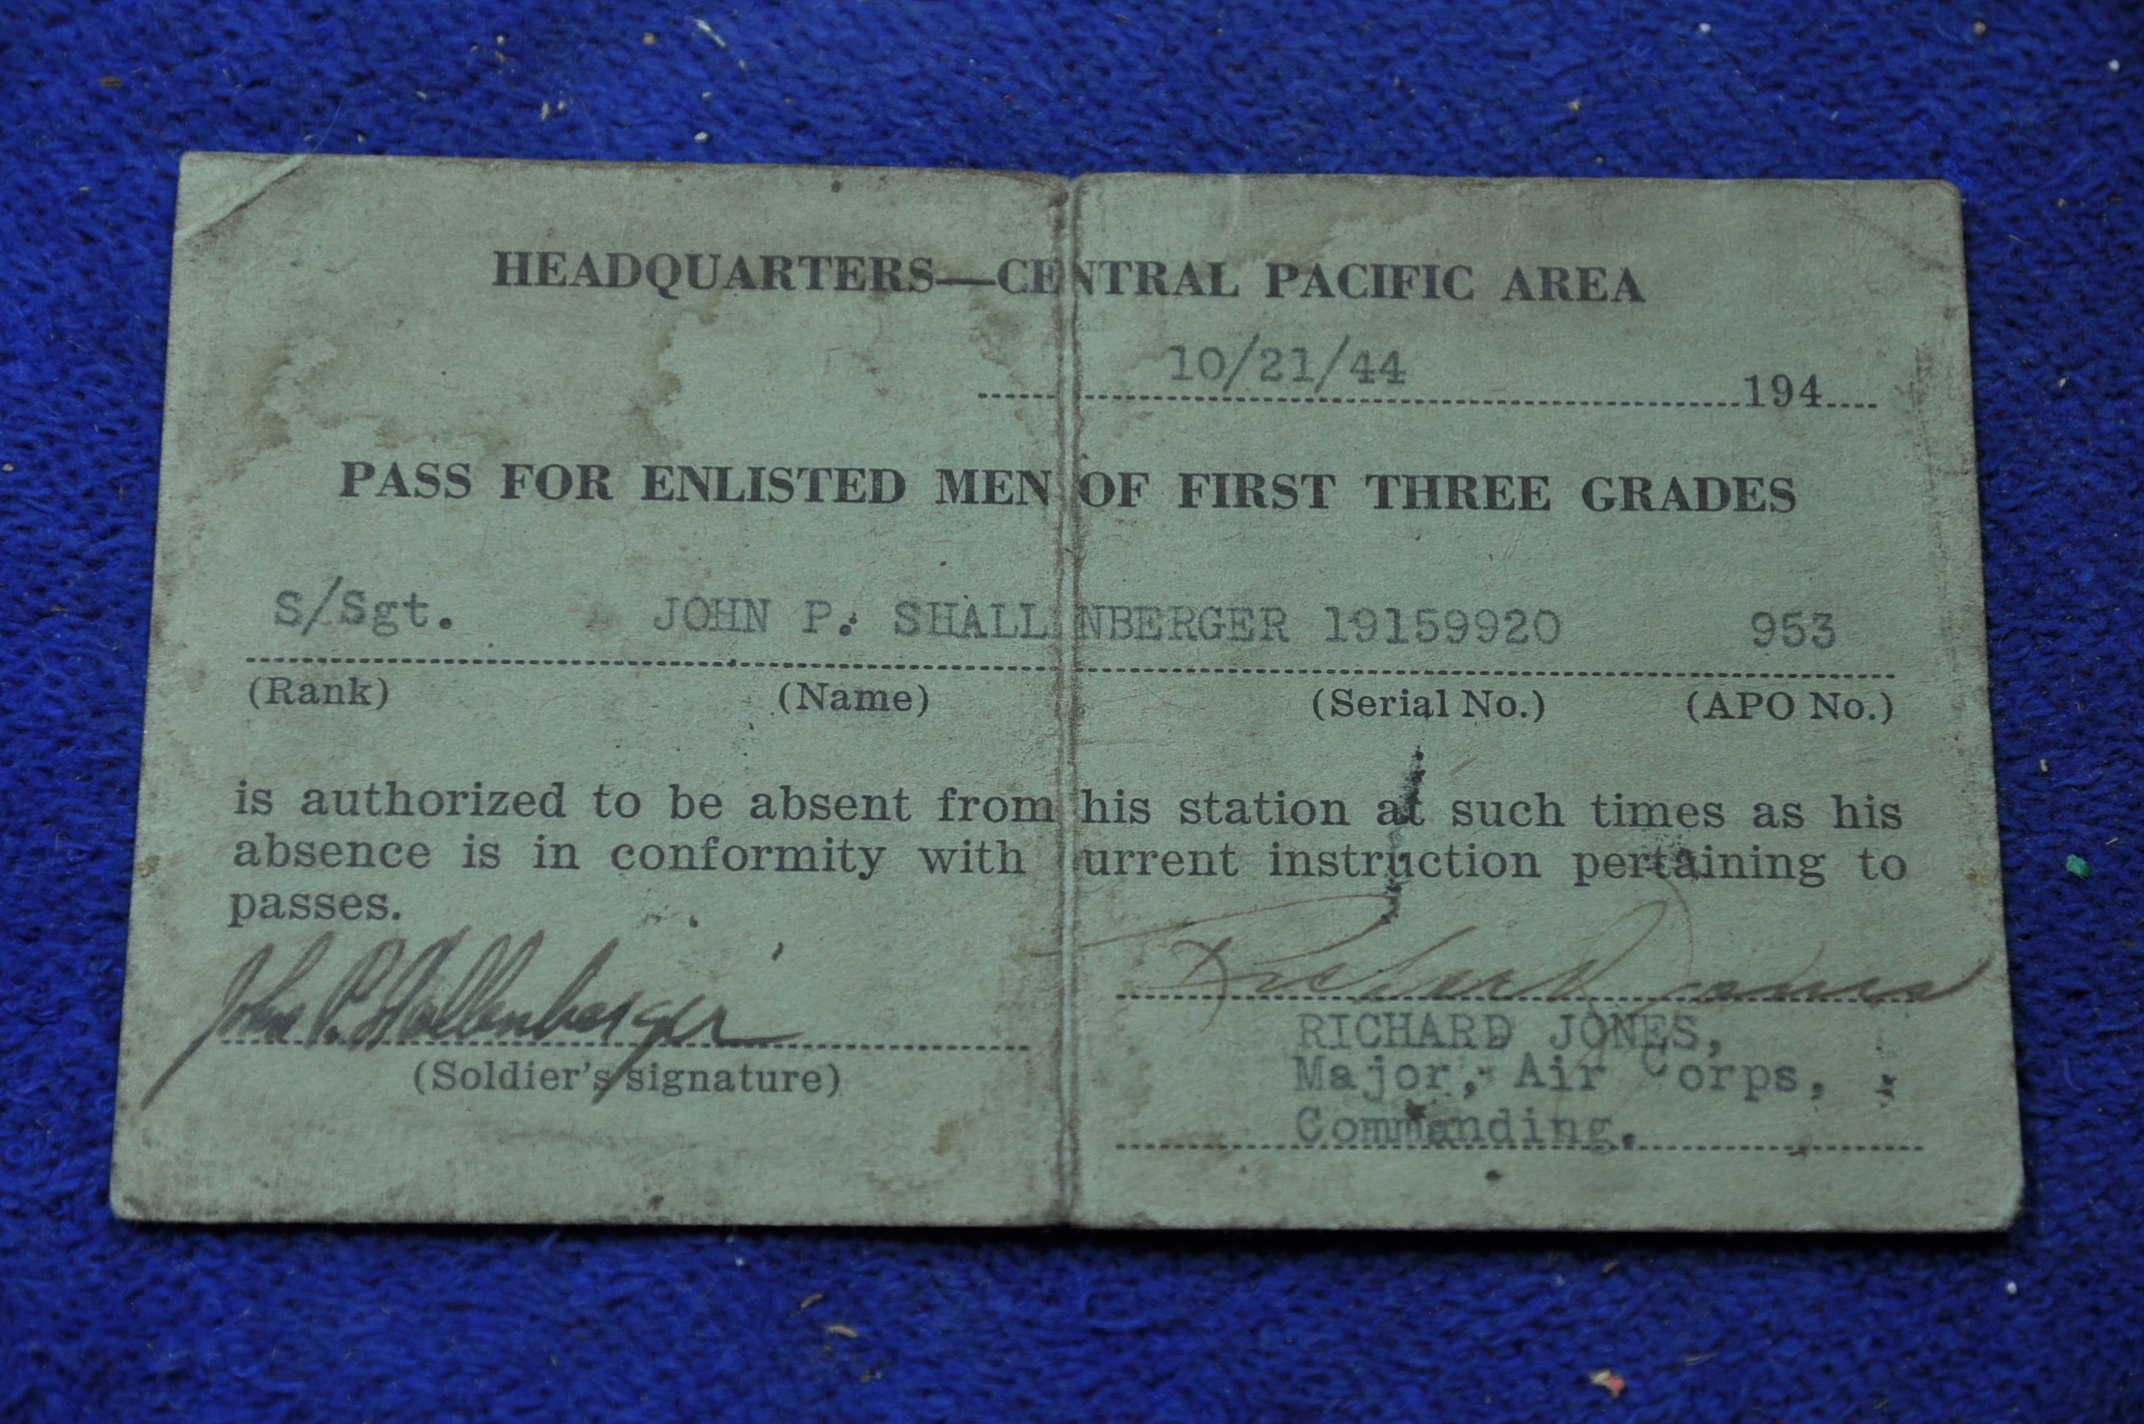 HEADQUARTERS—CENTRAL PACIFIC AREA
10/21/44 194
PASS FOR ENLISTED MEN OF FIRST THREE GRADES
S/Sgt. JOHN P. SHALLENBERGER 19159920 953
(Rank) (Name) (Serial No.) (APO No.)
is authorized to be absent from his station at such times as his
absence is in conformity with current instruction pertaining to
passes.
John P. Shallenberger
(Soldier's signature)
Richard Jones
RICHARD JONES,
Major, Air Corps,
Commanding.